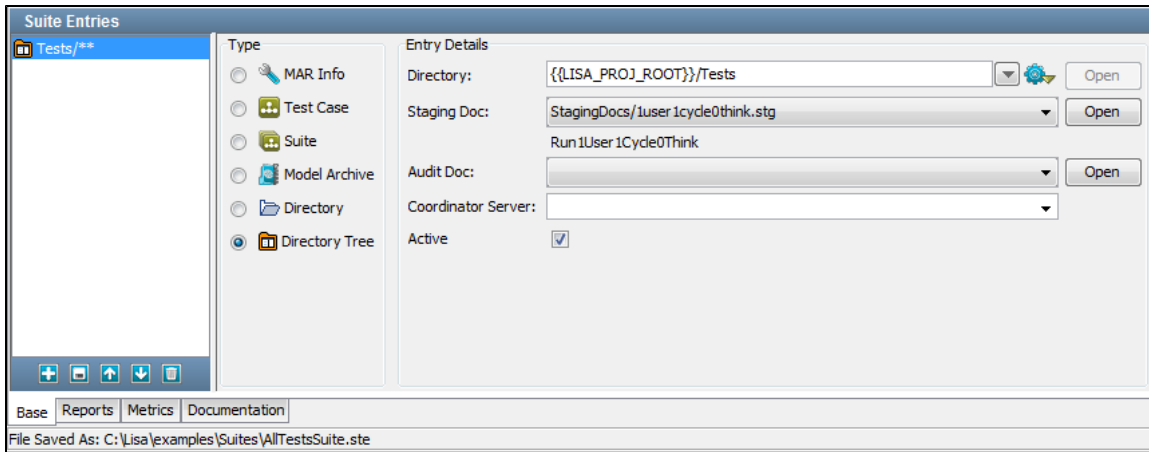 Suite Entries
Tests/**
Type
MAR Info
Test Case
Suite
Model Archive
Directory
Directory Tree
Entry Details
Directory: {{LISA_PROJ_ROOT}}/Tests Open
Staging Doc: StagingDocs/1user1cycle0think.stg Open
Run1User1Cycle0Think
Audit Doc: Open
Coordinator Server:
Active
Base Reports Metrics Documentation
File Saved As: C:\Lisa\examples\Suites\AllTestsSuite.ste